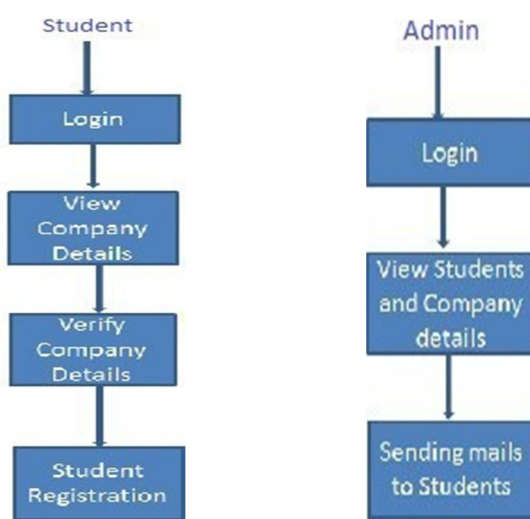 Student
Login
View
Company
Details
Verify
Company
Details
Student
Registration
Admin
Login
View Students
and Company
details
Sending mails
to Students